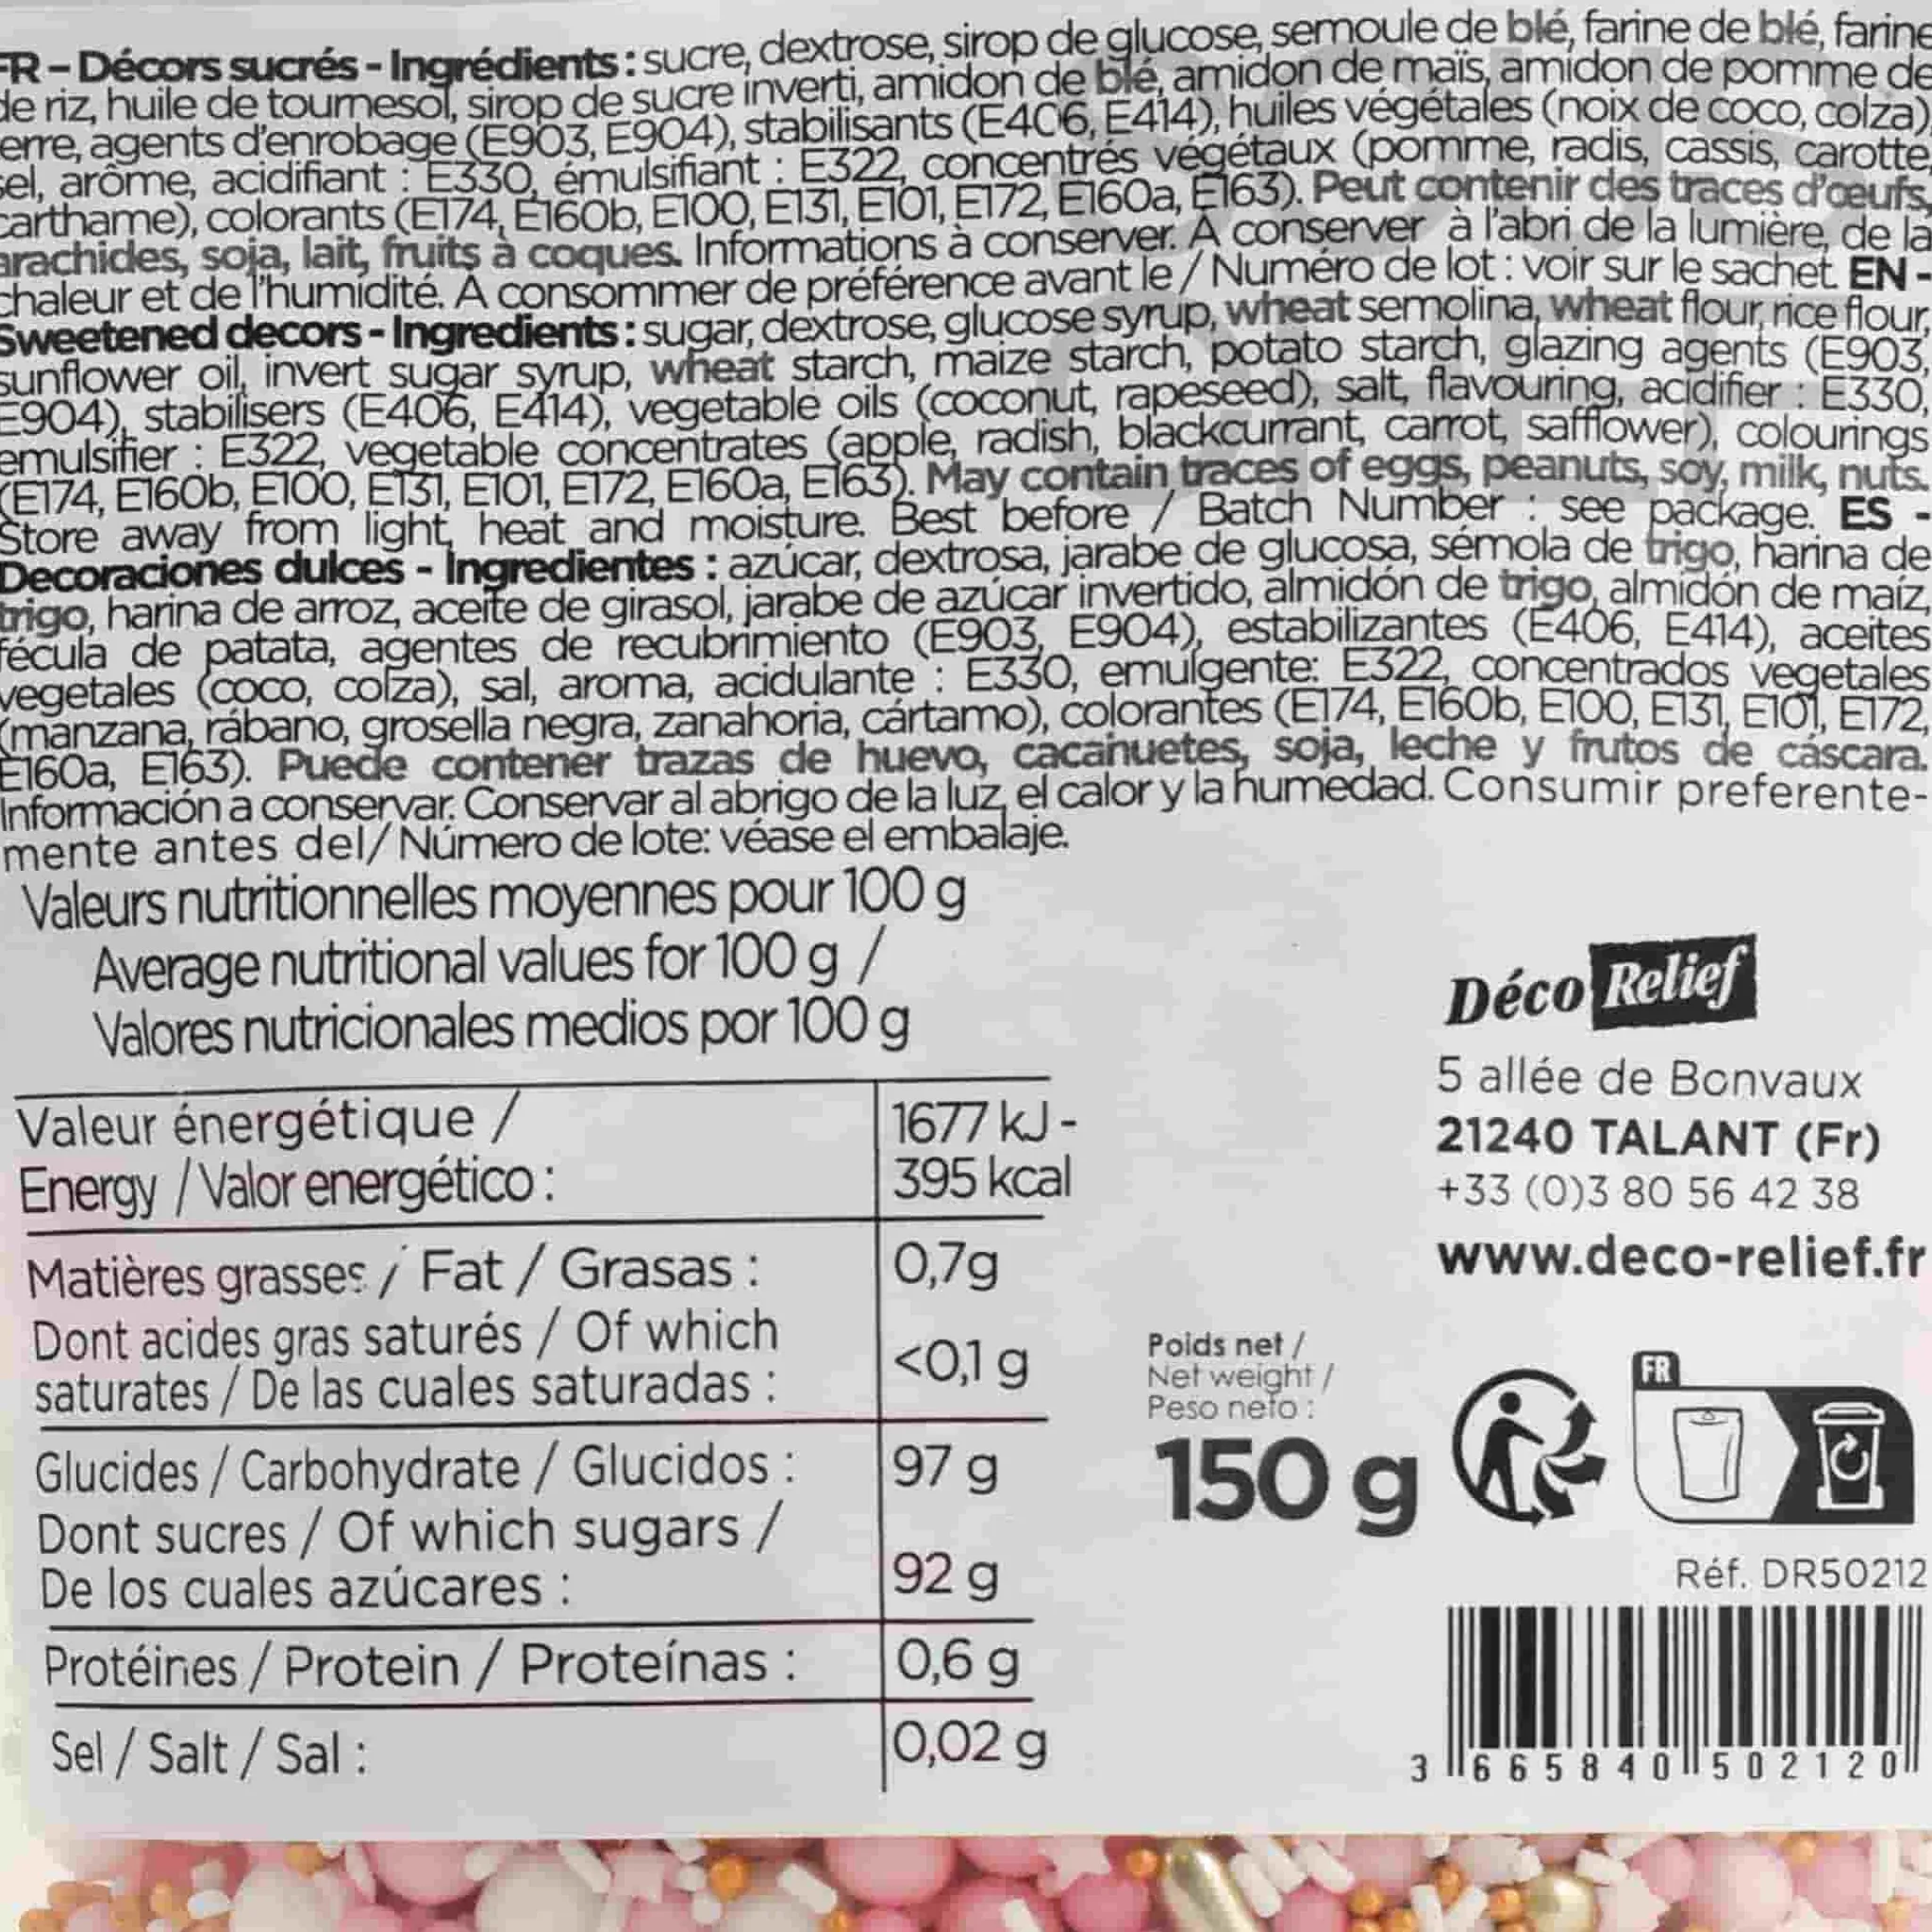 FR – Décors sucrés - Ingrédients : sucre, dextrose, sirop de glucose, semoule de blé, farine de blé, farine
de riz, huile de tournesol, sirop de sucre inverti, amidon de blé, amidon de maïs, amidon de pomme de
erre, agents d'enrobage (E903, E904), stabilisants (E406, E414), huiles végétales (noix de coco, colza),
sel, arôme, acidifiant : E330, émulsifiant : E322, concentrés végétaux (pomme, radis, cassis, carotte,
carthame), colorants (E174, E160b, E100, E131, E101, E172, E160a, E163). Peut contenir des traces d'œufs,
arachides, soja, lait, fruits à coques. Informations à conserver. À conserver à l'abri de la lumière, de la
chaleur et de l'humidité. À consommer de préférence avant le / Numéro de lot : voir sur le sachet. EN -
Sweetened decors - Ingredients : sugar, dextrose, glucose syrup, wheat semolina, wheat flour, rice flour,
sunflower oil, invert sugar syrup, wheat starch, maize starch, potato starch, glazing agents (E903,
E904), stabilisers (E406, E414), vegetable oils (coconut, rapeseed), salt, flavouring, acidifier : E330,
emulsifier : E322, vegetable concentrates (apple, radish, blackcurrant, carrot, safflower), colourings
(E174, E160b, E100, E131, E101, E172, E160a, E163). May contain traces of eggs, peanuts, soy, milk, nuts.
Store away from light, heat and moisture. Best before / Batch Number : see package. ES -
Decoraciones dulces - Ingredientes : azúcar, dextrosa, jarabe de glucosa, sémola de trigo, harina de
trigo, harina de arroz, aceite de girasol, jarabe de azúcar invertido, almidón de trigo, almidón de maíz,
fécula de patata, agentes de recubrimiento (E903, E904), estabilizantes (E406, E414), aceites
vegetales (coco, colza), sal, aroma, acidulante : E330, emulgente: E322, concentrados vegetales
(manzana, rábano, grosella negra, zanahoria, cártamo), colorantes (E174, E160b, E100, E131, E101, E172,
E160a, E163). Puede contener trazas de huevo, cacahuetes, soja, leche y frutos de cáscara.
Información a conservar. Conservar al abrigo de la luz, el calor y la humedad. Consumir preferente-
mente antes del/ Número de lote: véase el embalaje.
Valeurs nutritionnelles moyennes pour 100 g
Average nutritional values for 100 g /
Valores nutricionales medios por 100 g
Valeur énergétique / 1677 kJ -
Energy / Valor energético : 395 kcal
Matières grasses / Fat / Grasas : 0,7g
Dont acides gras saturés / Of which
saturates / De las cuales saturadas : <0,1 g
Glucides / Carbohydrate / Glucidos : 97 g
Dont sucres / Of which sugars /
De los cuales azúcares : 92 g
Protéines / Protein / Proteínas : 0,6 g
Sel / Salt / Sal : 0,02 g
Déco Relief
5 allée de Bonvaux
21240 TALANT (Fr)
+33 (0)3 80 56 42 38
www.deco-relief.fr
Poids net /
Net weight /
Peso neto :
150 g
FR
Réf. DR50212
3 665840 502120